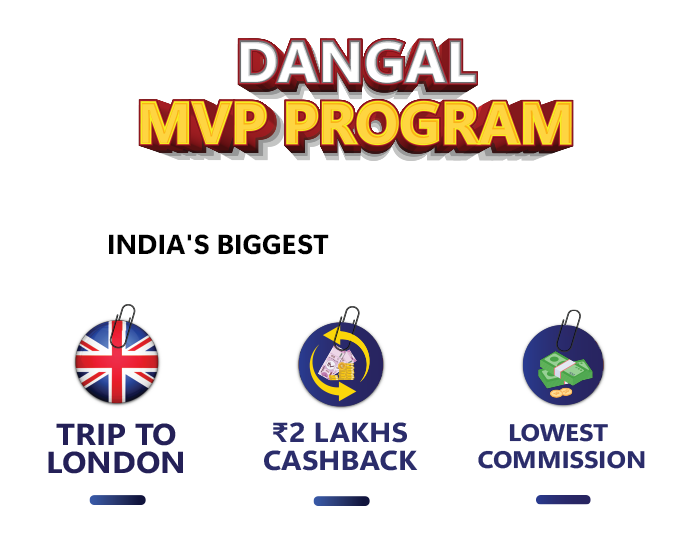 DANGAL
MVP PROGRAM
INDIA'S BIGGEST
TRIP TO
LONDON
₹2 LAKHS
CASHBACK
LOWEST
COMMISSION